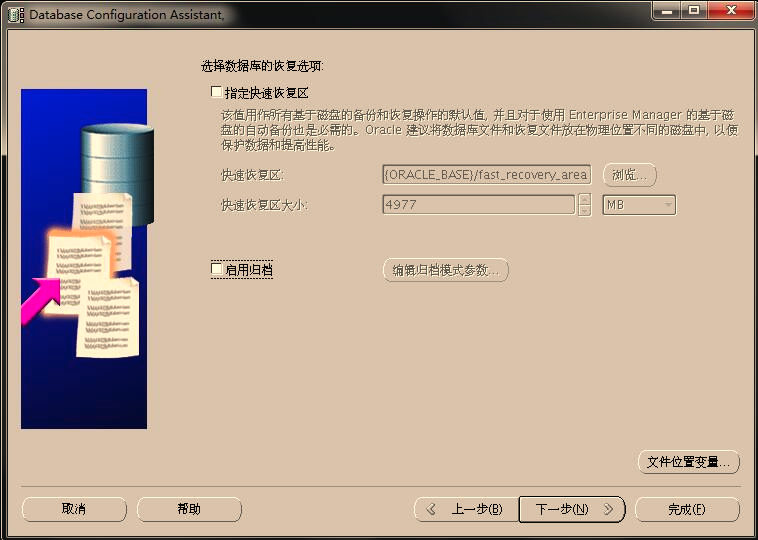 Database Configuration Assistant,
选择数据库的恢复选项:
指定快速恢复区
该值用作所有基于磁盘的备份和恢复操作的默认值, 并且对于使用 Enterprise Manager 的基于磁
盘的自动备份也是必需的。Oracle 建议将数据库文件和恢复文件放在物理位置不同的磁盘中, 以便
保护数据和提高性能。
快速恢复区: {ORACLE_BASE}/fast_recovery_area 浏览...
快速恢复区大小: 4977 MB
启用归档 编辑归档模式参数...
文件位置变量...
取消 帮助 上一步(B) 下一步(N) 完成(F)